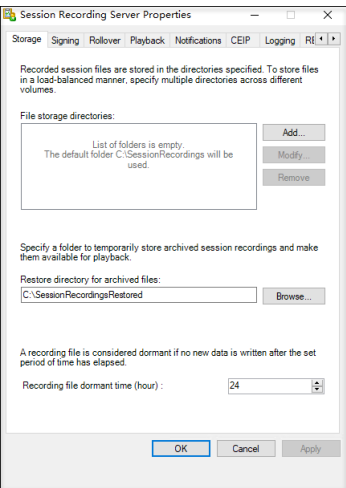 Session Recording Server Properties
Storage Signing Rollover Playback Notifications CEIP Logging
Recorded session files are stored in the directories specified. To store files
in a load-balanced manner, specify multiple directories across different
volumes.
File storage directories:
List of folders is empty.
The default folder C:\SessionRecordings will be
used.
Add...
Modify...
Remove
Specify a folder to temporarily store archived session recordings and make
them available for playback.
Restore directory for archived files:
C:\SessionRecordingsRestored
Browse...
A recording file is considered dormant if no new data is written after the set
period of time has elapsed.
Recording file dormant time (hour) :
24
OK Cancel Apply